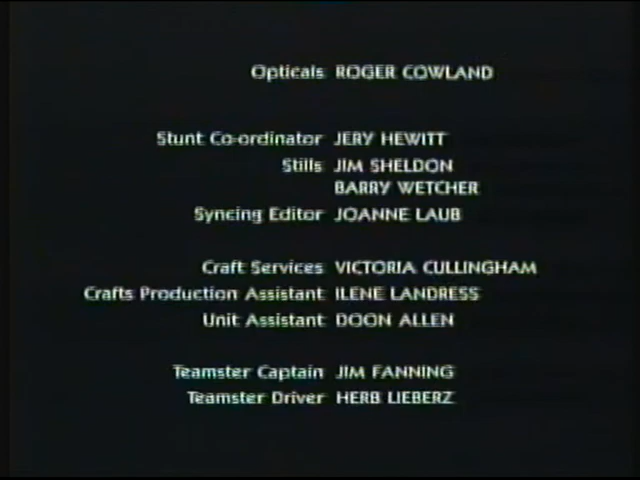 Opticals ROGER COWLAND
Stunt Co-ordinator JERY HEWITT
Stills JIM SHELDON
BARRY WETCHER
Syncing Editor JOANNE LAUB
Craft Services VICTORIA CULLINGHAM
Crafts Production Assistant ILENE LANDRESS
Unit Assistant DOON ALLEN
Teamster Captain JIM FANNING
Teamster Driver HERB LIEBERZ